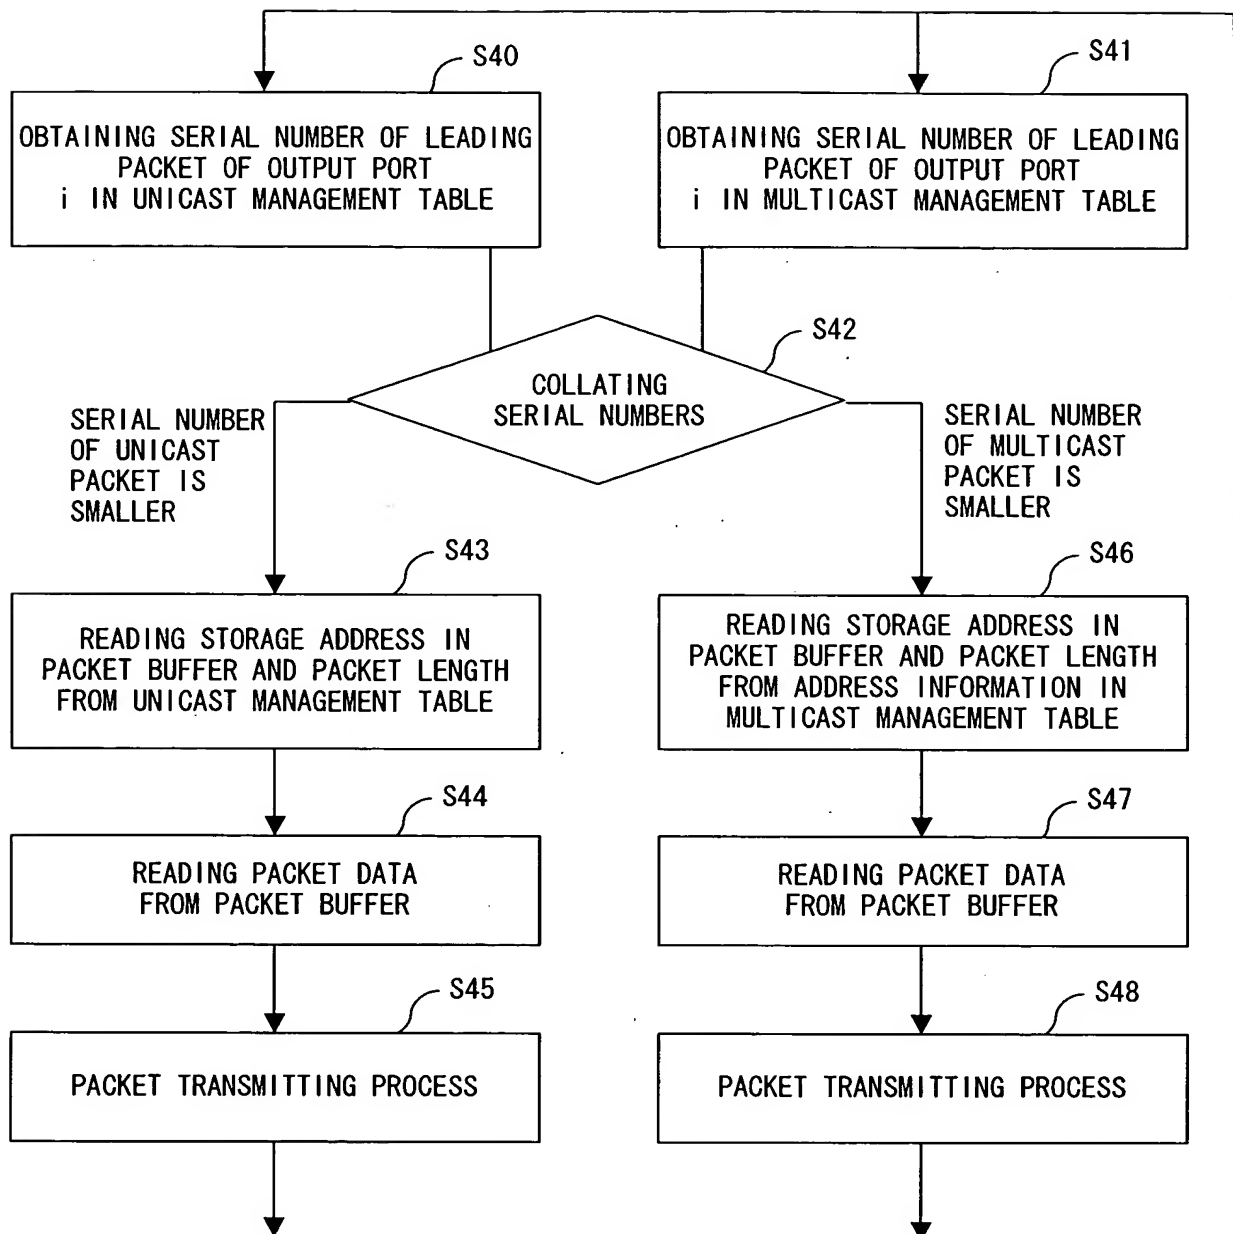 S40
OBTAINING SERIAL NUMBER OF LEADING
PACKET OF OUTPUT PORT
i IN UNICAST MANAGEMENT TABLE
S41
OBTAINING SERIAL NUMBER OF LEADING
PACKET OF OUTPUT PORT
i IN MULTICAST MANAGEMENT TABLE
S42
COLLATING
SERIAL NUMBERS
SERIAL NUMBER
OF UNICAST
PACKET IS
SMALLER
SERIAL NUMBER
OF MULTICAST
PACKET IS
SMALLER
S43
READING STORAGE ADDRESS IN
PACKET BUFFER AND PACKET LENGTH
FROM UNICAST MANAGEMENT TABLE
S46
READING STORAGE ADDRESS IN
PACKET BUFFER AND PACKET LENGTH
FROM ADDRESS INFORMATION IN
MULTICAST MANAGEMENT TABLE
S44
READING PACKET DATA
FROM PACKET BUFFER
S47
READING PACKET DATA
FROM PACKET BUFFER
S45
PACKET TRANSMITTING PROCESS
S48
PACKET TRANSMITTING PROCESS